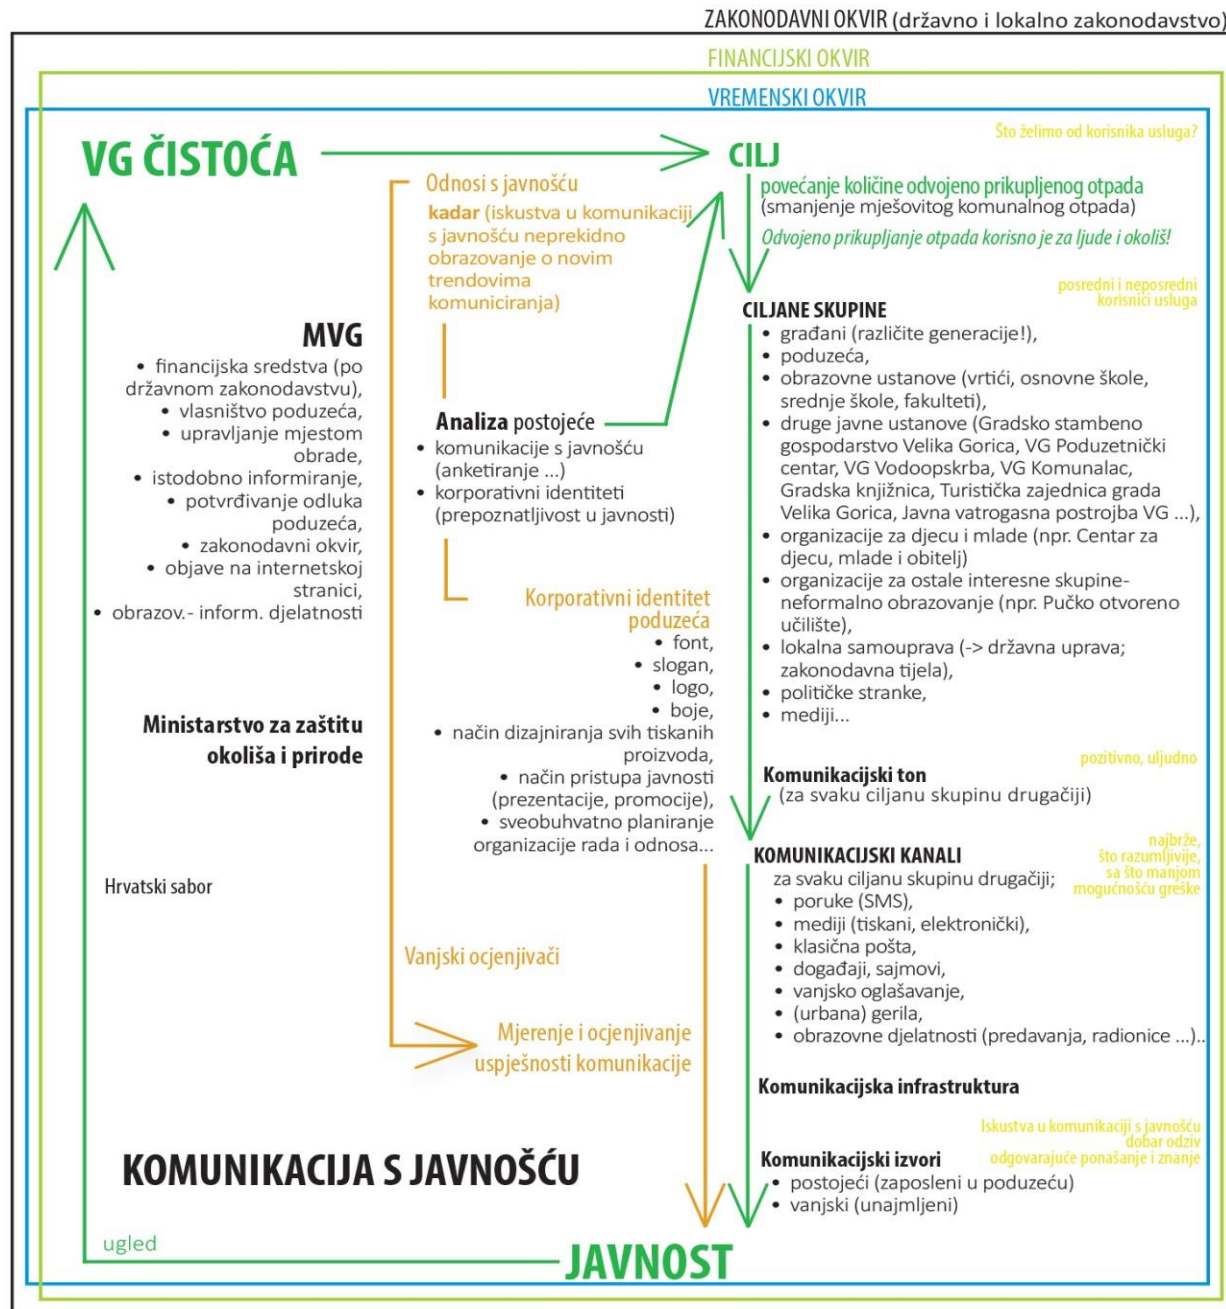 ZAKONODAVNI OKVIR (državno i lokalno zakonodavstvo)
FINANCIJSKI OKVIR
VREMENSKI OKVIR
VG ČISTOĆA
CILJ
Što želimo od korisnika usluga?
povećanje količine odvojeno prikupljenog otpada
(smanjenje mješovitog komunalnog otpada)
Odvojeno prikupljanje otpada korisno je za ljude i okoliš!
Odnosi s javnošću
kadar (iskustva u komunikaciji
s javnošću neprekidno
obrazovanje o novim
trendovima
komuniciranja)
MVG
• financijska sredstva (po
državnom zakonodavstvu),
• vlasništvo poduzeća,
• upravljanje mjestom
obrade,
• istodobno informiranje,
• potvrđivanje odluka
poduzeća,
• zakonodavni okvir,
• objave na internetskoj
stranici,
• obrazov.- inform. djelatnosti
Analiza postojeće
• komunikacije s javnošću
(anketiranje ...)
• korporativni identiteti
(prepoznatljivost u javnosti)
posredni i neposredni
korisnici usluga
CILJANE SKUPINE
• građani (različite generacije!),
• poduzeća,
• obrazovne ustanove (vrtići, osnovne škole,
srednje škole, fakulteti),
• druge javne ustanove (Gradsko stambeno
gospodarstvo Velika Gorica, VG Poduzetnički
centar, VG Vodoopskrba, VG Komunalac,
Gradska knjižnica, Turistička zajednica grada
Velika Gorica, Javna vatrogasna postrojba VG ...),
• organizacije za djecu i mlade (npr. Centar za
djecu, mlade i obitelj)
• organizacije za ostale interesne skupine-
neformalno obrazovanje (npr. Pučko otvoreno
učilište),
• lokalna samouprava (-> državna uprava;
zakonodavna tijela),
• političke stranke,
• mediji...
Korporativni identitet
poduzeća
• font,
• slogan,
• logo,
• boje,
• način dizajniranja svih tiskanih
proizvoda,
• način pristupa javnosti
(prezentacije, promocije),
• sveobuhvatno planiranje
organizacije rada i odnosa...
Ministarstvo za zaštitu
okoliša i prirode
Hrvatski sabor
pozitivno, uljudno
Komunikacijski ton
(za svaku ciljanu skupinu drugačiji)
najbrže,
što razumljivije,
sa što manjom
mogućnošću greške
KOMUNIKACIJSKI KANALI
za svaku ciljanu skupinu drugačiji;
• poruke (SMS),
• mediji (tiskani, elektronički),
• klasična pošta,
• događaji, sajmovi,
• vanjsko oglašavanje,
• (urbana) gerila,
• obrazovne djelatnosti (predavanja, radionice ...)..
Vanjski ocjenjivači
Mjerenje i ocjenjivanje
uspješnosti komunikacije
Komunikacijska infrastruktura
Iskustva u komunikaciji s javnošću
dobar odziv
odgovarajuće ponašanje i znanje
Komunikacijski izvori
• postojeći (zaposleni u poduzeću)
• vanjski (unajmljeni)
KOMUNIKACIJA S JAVNOŠĆU
ugled
JAVNOST